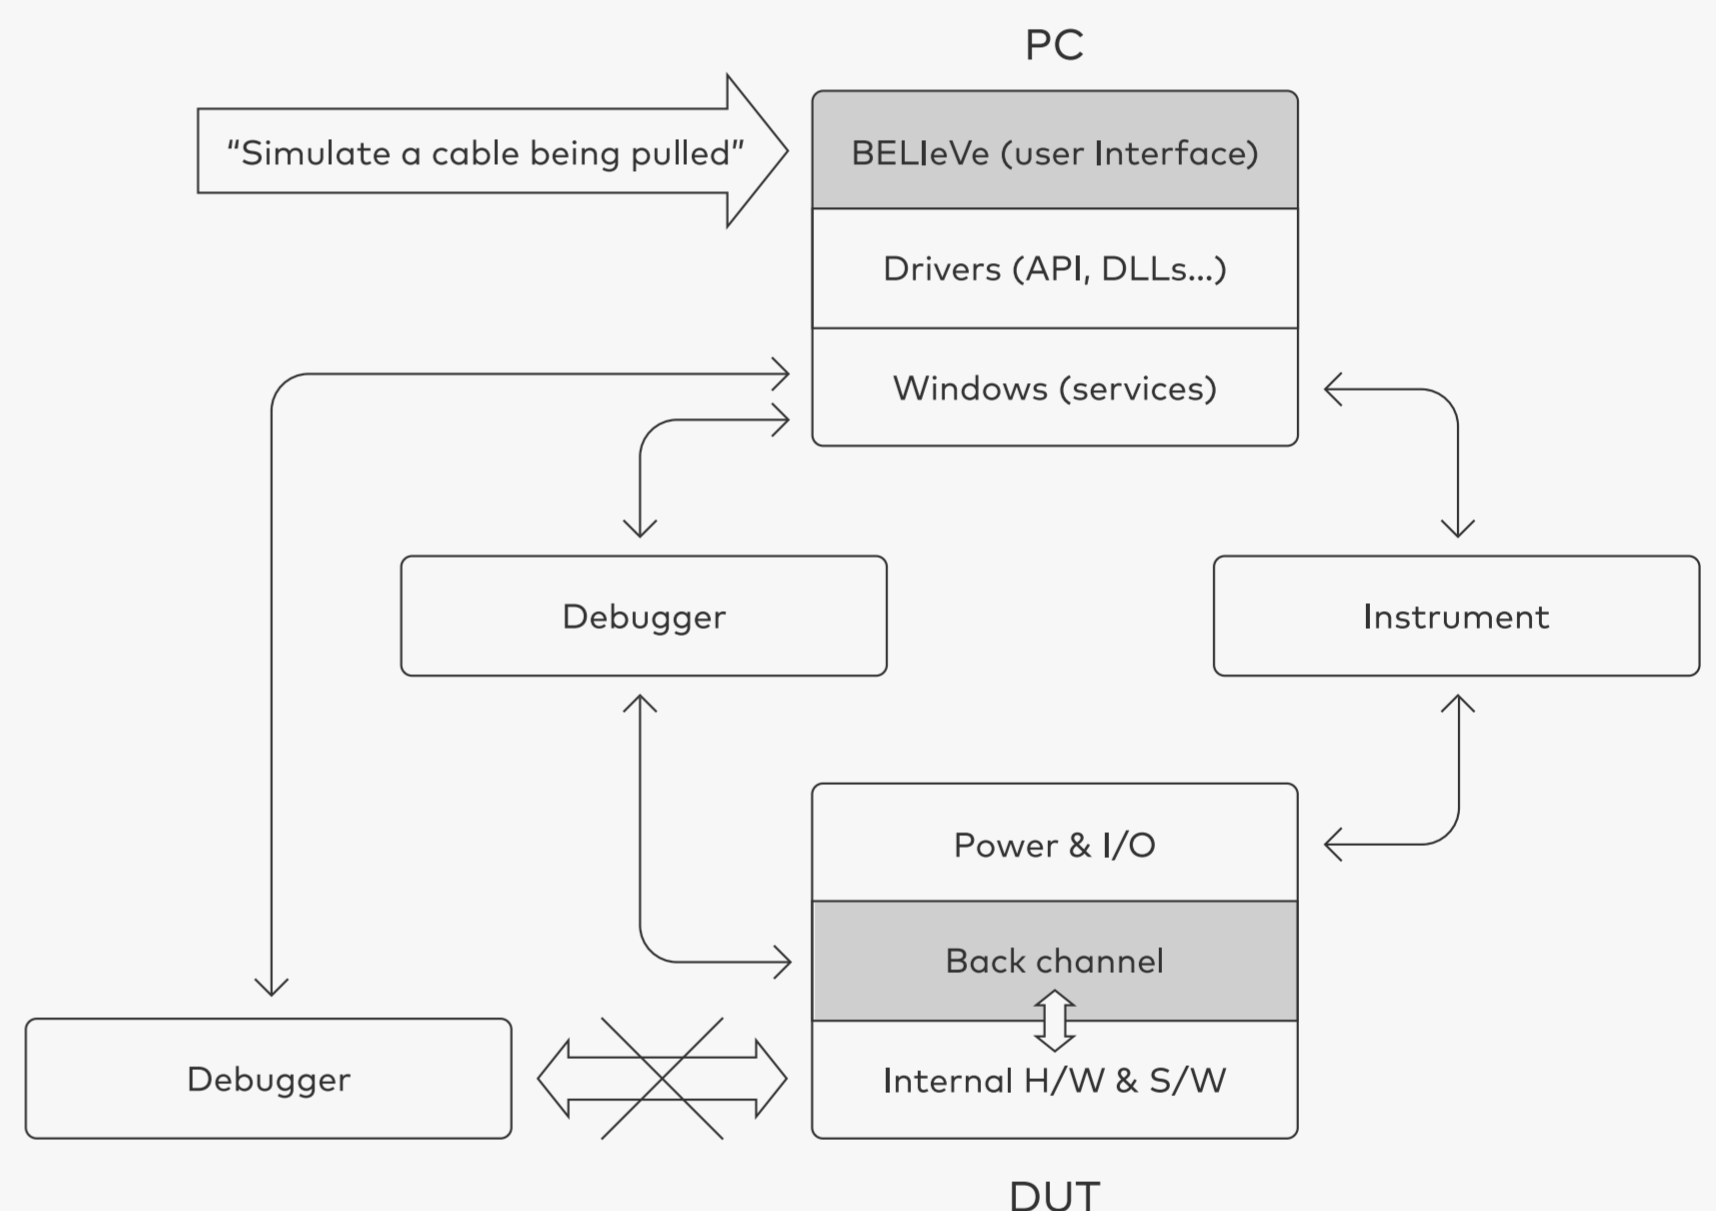 PC
“Simulate a cable being pulled”
BELIeVe (user Interface)
Drivers (API, DLLs...)
Windows (services)
Debugger
Instrument
Power & I/O
Back channel
Debugger
Internal H/W & S/W
DUT